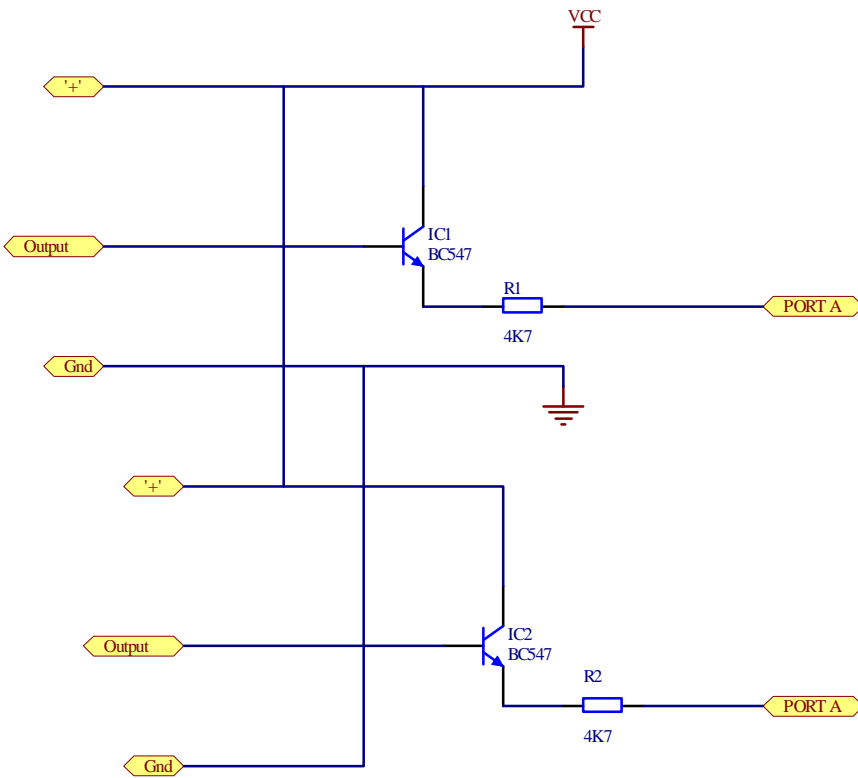 VCC
'+'
Output
IC1
BC547
R1
4K7
PORT A
Gnd
'+'
Output
IC2
BC547
R2
4K7
PORT A
Gnd